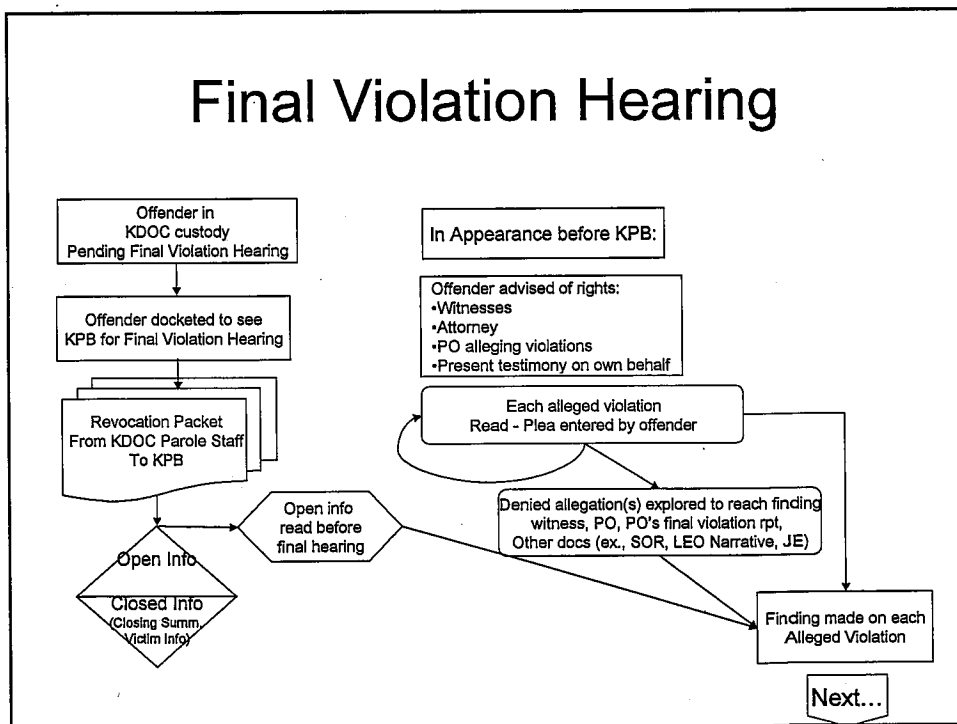 Final Violation Hearing
Offender in
KDOC custody
Pending Final Violation Hearing
Offender docketed to see
KPB for Final Violation Hearing
Revocation Packet
From KDOC Parole Staff
To KPB
Open Info
Closed Info
(Closing Summ,
Victim Info)
Open info
read before
final hearing
In Appearance before KPB:
Offender advised of rights:
•Witnesses
•Attorney
•PO alleging violations
•Present testimony on own behalf
Each alleged violation
Read - Plea entered by offender
Denied allegation(s) explored to reach finding
witness, PO, PO's final violation rpt,
Other docs (ex., SOR, LEO Narrative, JE)
Finding made on each
Alleged Violation
Next...